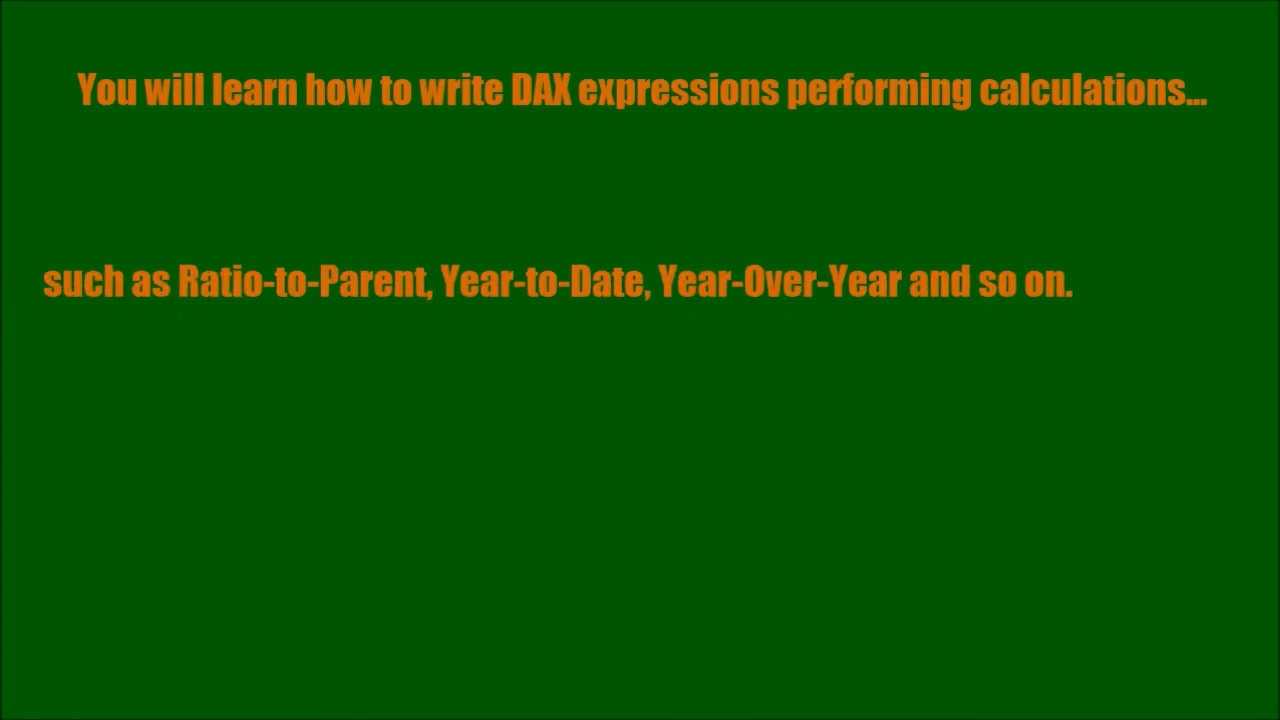 You will learn how to write DAX expressions performing calculations...
such as Ratio-to-Parent, Year-to-Date, Year-Over-Year and so on.